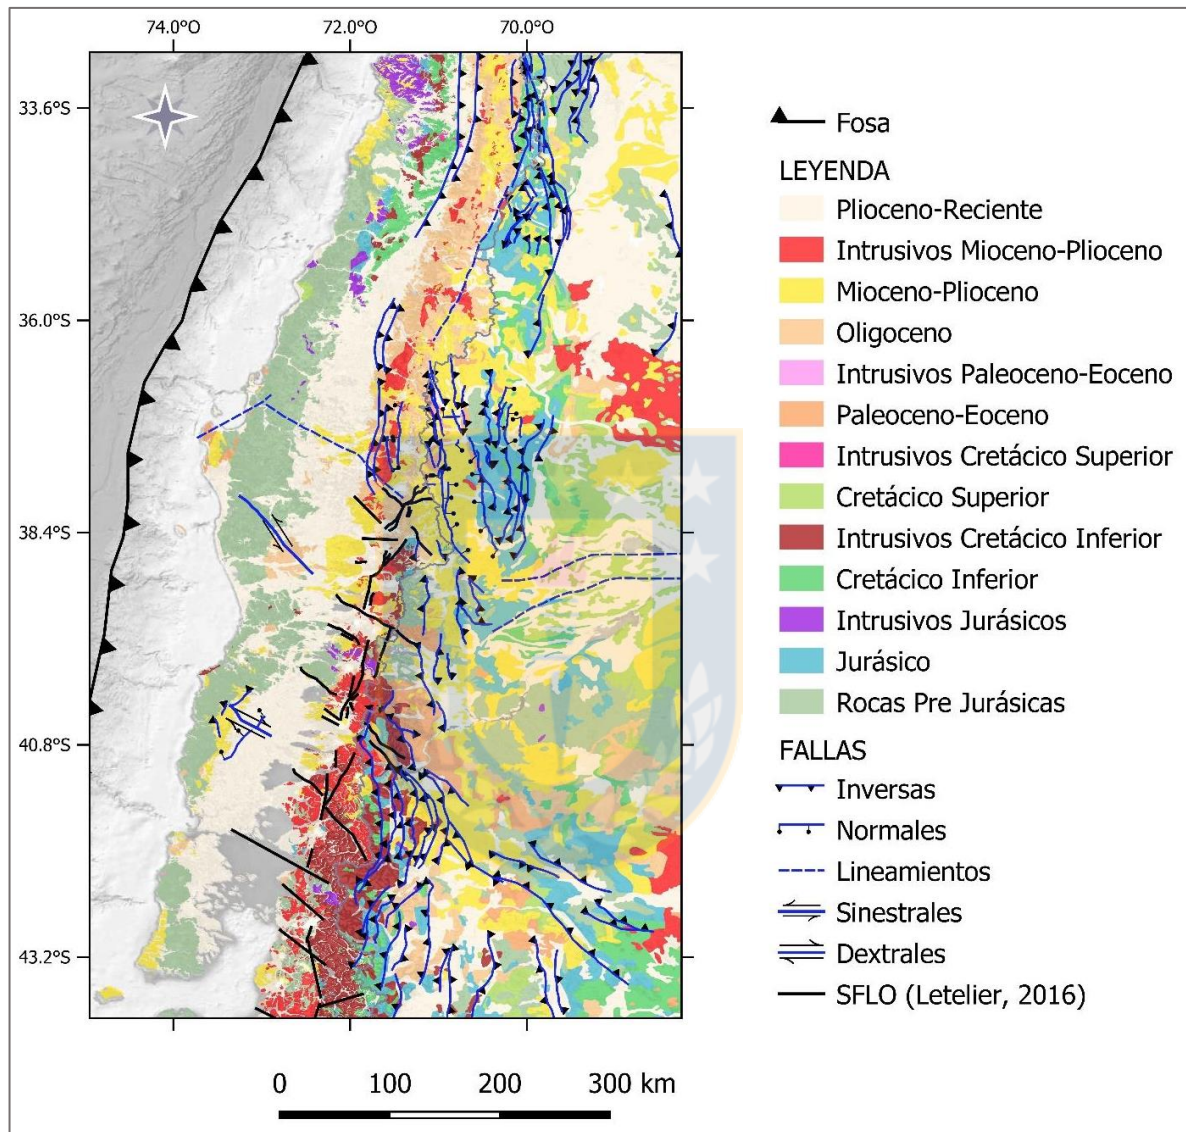 74.0°O
72.0°O
70.0°O
33.6°S
36.0°S
38.4°S
40.8°S
43.2°S
Fosa
LEYENDA
Plioceno-Reciente
Intrusivos Mioceno-Plioceno
Mioceno-Plioceno
Oligoceno
Intrusivos Paleoceno-Eoceno
Paleoceno-Eoceno
Intrusivos Cretácico Superior
Cretácico Superior
Intrusivos Cretácico Inferior
Cretácico Inferior
Intrusivos Jurásicos
Jurásico
Rocas Pre Jurásicas
FALLAS
Inversas
Normales
Lineamientos
Sinestrales
Dextrales
SFLO (Letelier, 2016)
0 100 200 300 km